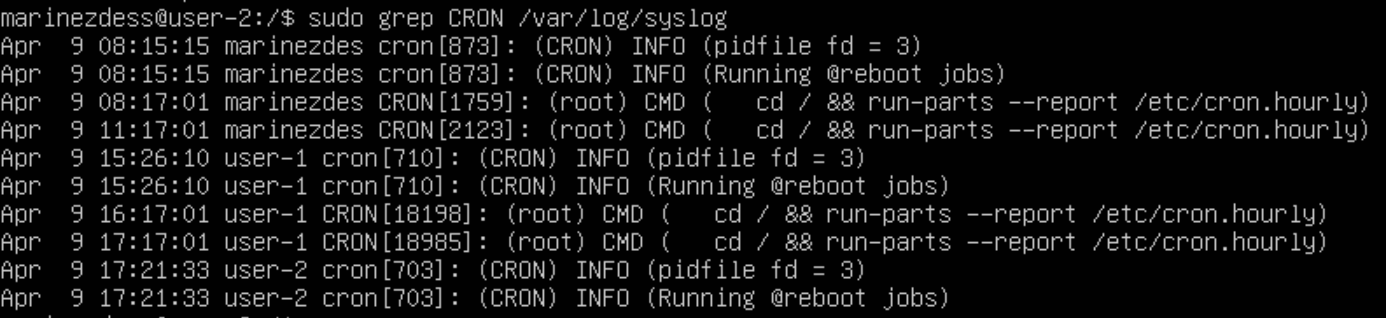 marinezdess@user-2:/$ sudo grep CRON /var/log/syslog
Apr  9 08:15:15 marinezdes cron[873]: (CRON) INFO (pidfile fd = 3)
Apr  9 08:15:15 marinezdes cron[873]: (CRON) INFO (Running @reboot jobs)
Apr  9 08:17:01 marinezdes CRON[1759]: (root) CMD (   cd / && run-parts --report /etc/cron.hourly)
Apr  9 11:17:01 marinezdes CRON[2123]: (root) CMD (   cd / && run-parts --report /etc/cron.hourly)
Apr  9 15:26:10 user-1 cron[710]: (CRON) INFO (pidfile fd = 3)
Apr  9 15:26:10 user-1 cron[710]: (CRON) INFO (Running @reboot jobs)
Apr  9 16:17:01 user-1 CRON[18198]: (root) CMD (   cd / && run-parts --report /etc/cron.hourly)
Apr  9 17:17:01 user-1 CRON[18985]: (root) CMD (   cd / && run-parts --report /etc/cron.hourly)
Apr  9 17:21:33 user-2 cron[703]: (CRON) INFO (pidfile fd = 3)
Apr  9 17:21:33 user-2 cron[703]: (CRON) INFO (Running @reboot jobs)